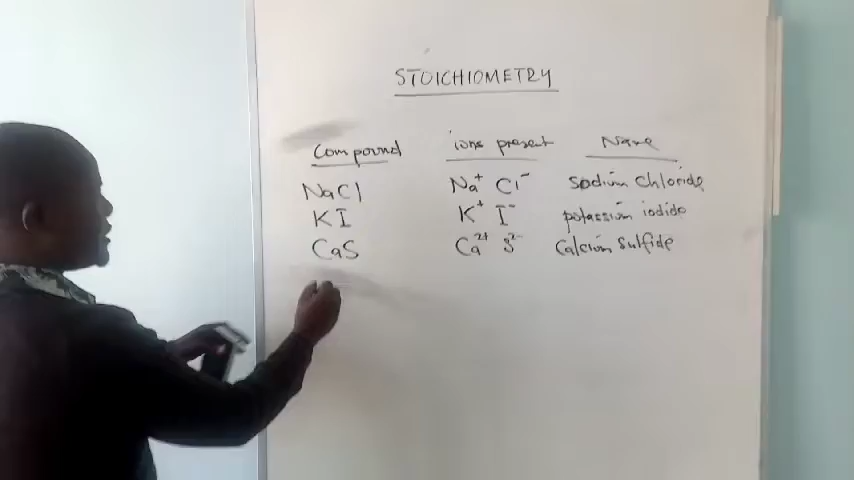 STOICHIOMETRY
Compound ions present Name
NaCl Na⁺ Cl⁻ sodium chloride
KI K⁺ I⁻ potassium iodide
CaS Ca²⁺ S²⁻ Calcium sulfide